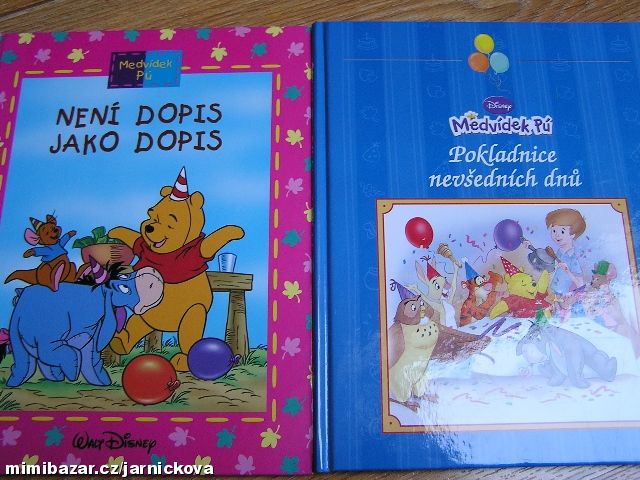 Medvídek
Pú
NENÍ DOPIS
JAKO DOPIS
WALT DISNEY
Disney
Medvídek Pú
Pokladnice
nevšedních dnů
mimibazar.cz/jarnickova